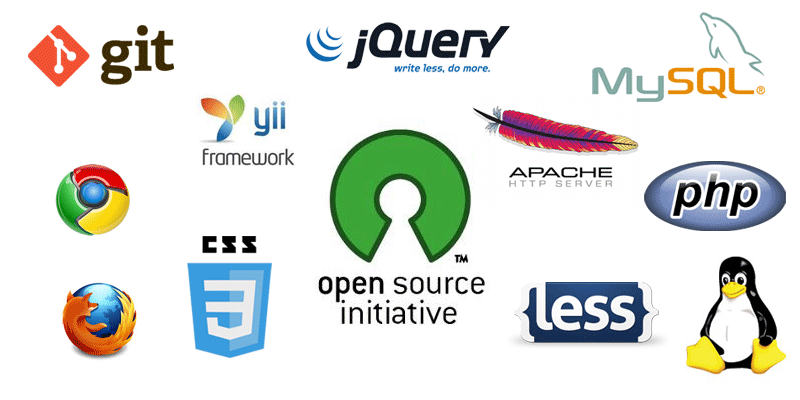 git
jQuery
write less, do more.
MySQL®
yii
framework
APACHE
HTTP SERVER
php
CSS
3
TM
open source
initiative
{less}